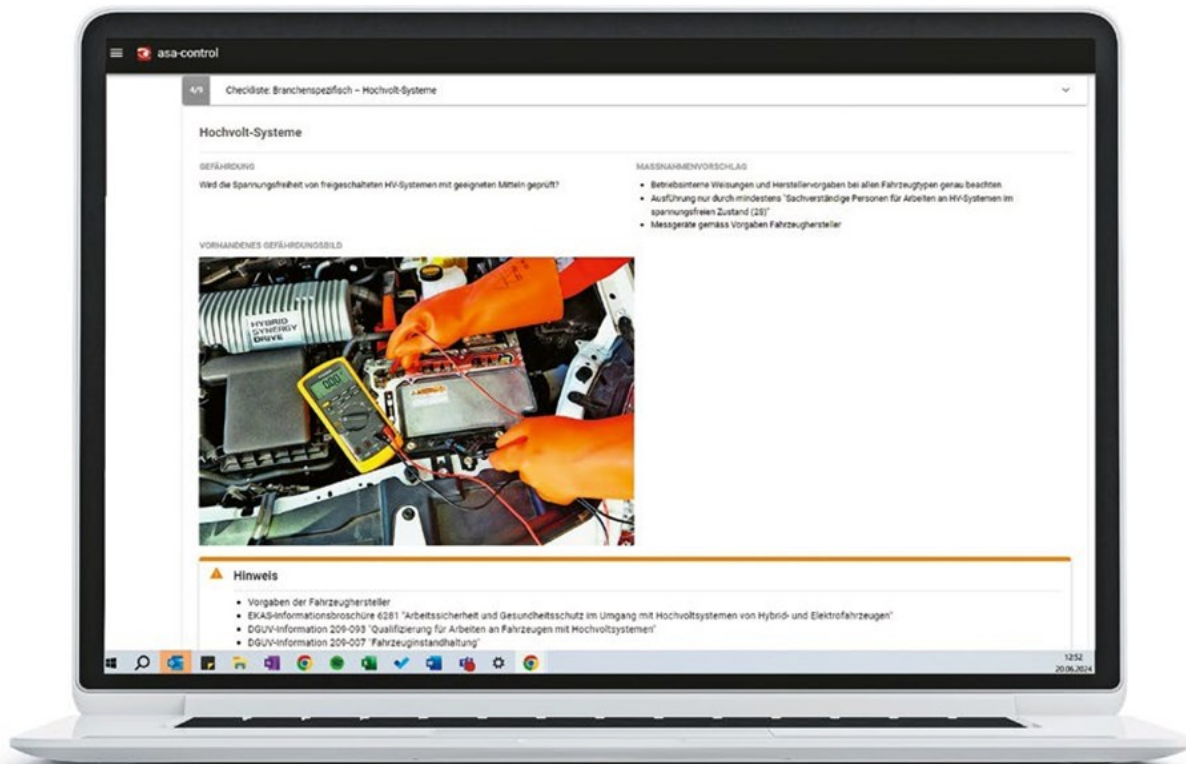 asa-control
4/9 Checkliste: Branchenspezifisch – Hochvolt-Systeme
Hochvolt-Systeme
GEFÄHRDUNG
Wird die Spannungsfreiheit von freigeschalteten HV-Systemen mit geeigneten Mitteln geprüft?
MASSNAHMENVORSCHLAG
• Betriebsinterne Weisungen und Herstellervorgaben bei allen Fahrzeugtypen genau beachten
• Ausführung nur durch mindestens "Sachverständige Personen für Arbeiten an HV-Systemen im
spannungsfreien Zustand (2S)"
• Messgeräte gemäss Vorgaben Fahrzeughersteller
VORHANDENES GEFÄHRDUNGSBILD
HYBRID
SYNERGY
DRIVE
000
Hinweis
• Vorgaben der Fahrzeughersteller
• EKAS-Informationsbroschüre 6281 "Arbeitssicherheit und Gesundheitsschutz im Umgang mit Hochvoltsystemen von Hybrid- und Elektrofahrzeugen"
• DGUV-Information 209-093 "Qualifizierung für Arbeiten an Fahrzeugen mit Hochvoltsystemen"
• DGUV-Information 209-007 "Fahrzeuginstandhaltung"
12:52
20.06.2024